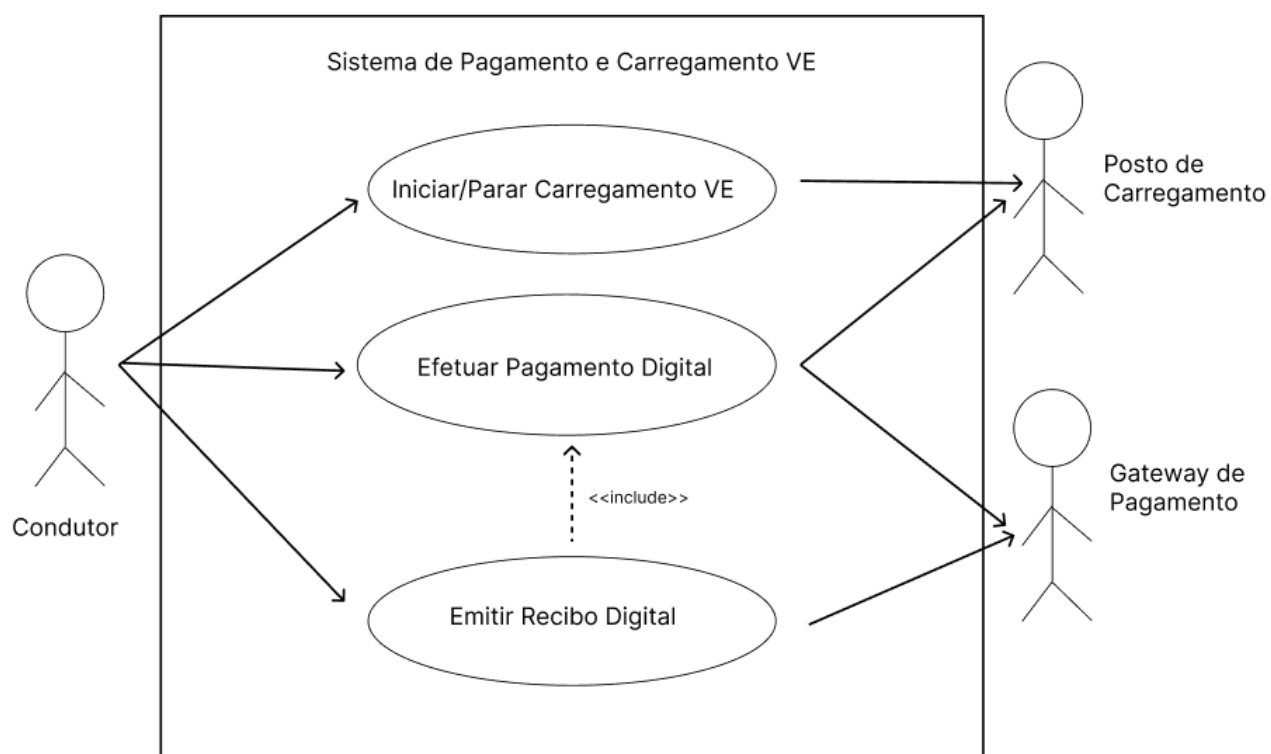 Sistema de Pagamento e Carregamento VE
Iniciar/Parar Carregamento VE
Posto de
Carregamento
Efetuar Pagamento Digital
<<include>>
Gateway de
Pagamento
Condutor
Emitir Recibo Digital